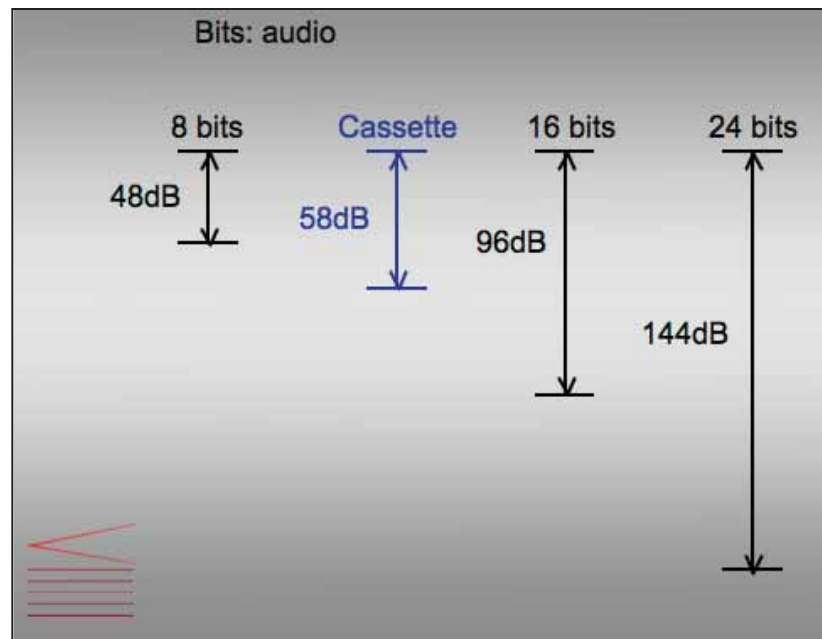 Bits: audio
8 bits Cassette 16 bits 24 bits
48dB
58dB
96dB
144dB